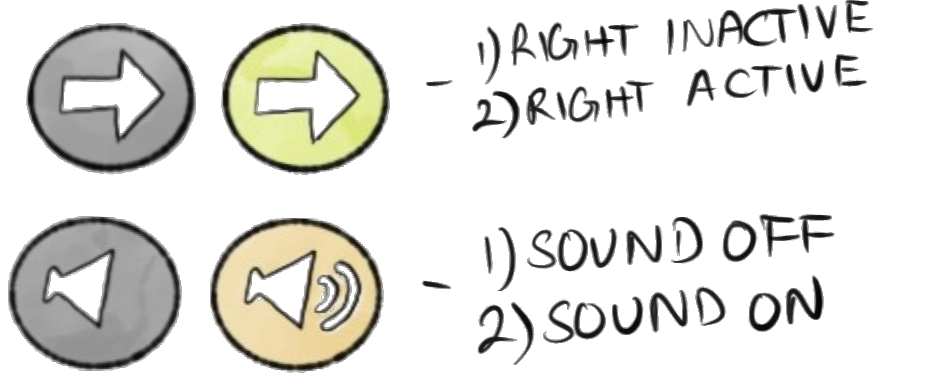 - 1) RIGHT INACTIVE
2) RIGHT ACTIVE
- 1) SOUND OFF
2) SOUND ON